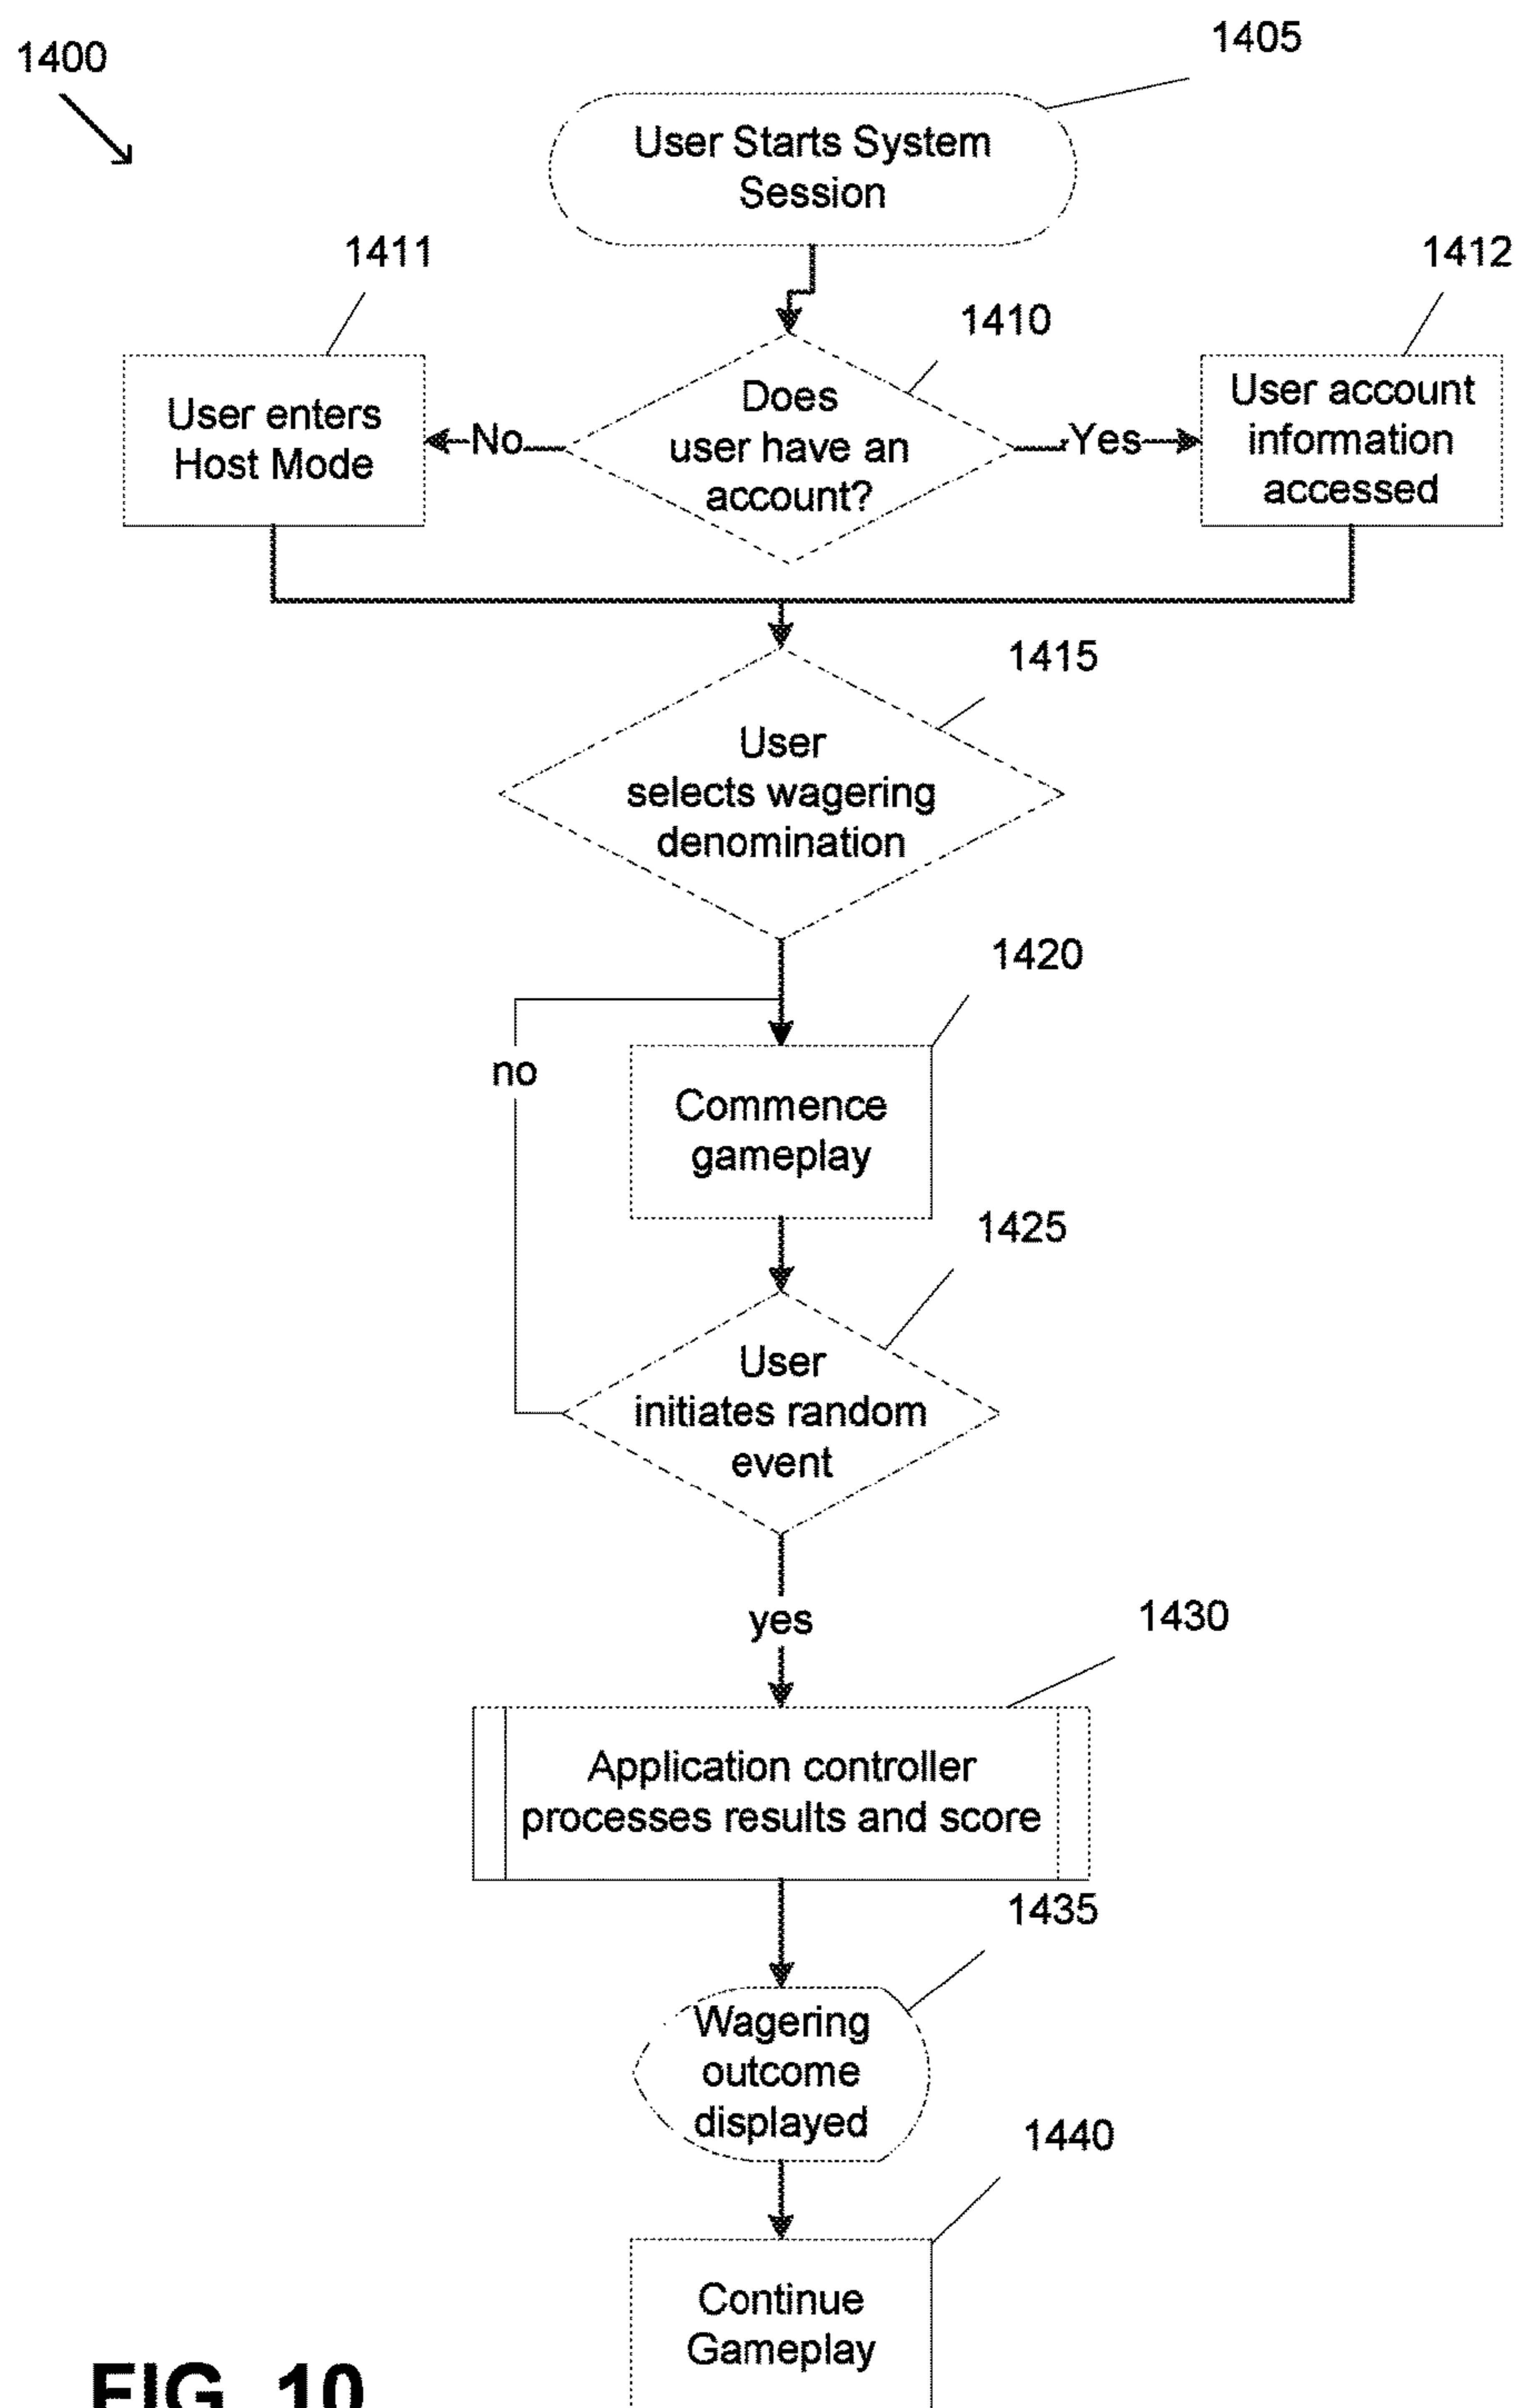 1400
1405
User Starts System
Session
1411
1412
1410
User enters
Host Mode
No
Does
user have an
account?
Yes
User account
information
accessed
1415
User
selects wagering
denomination
1420
no
Commence
gameplay
1425
User
initiates random
event
yes
1430
Application controller
processes results and score
1435
Wagering
outcome
displayed
1440
Continue
Gameplay
FIG. 10